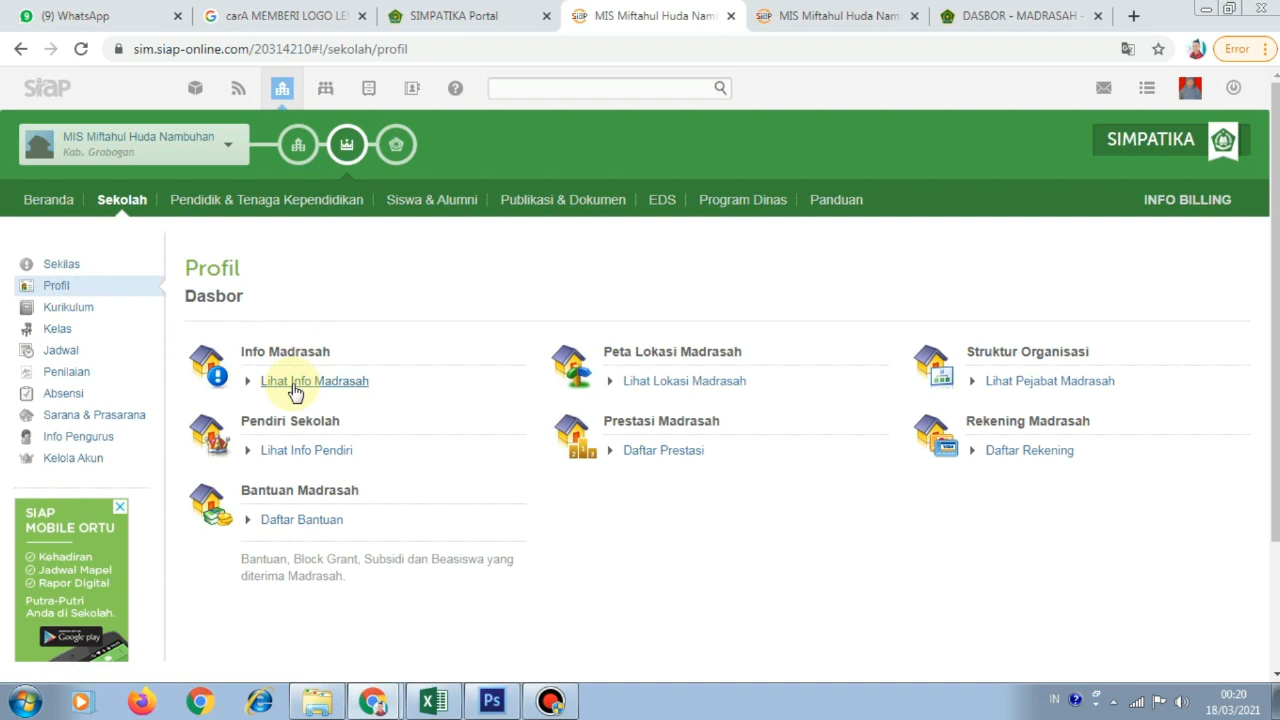 (9) WhatsApp
carA MEMBERI LOGO LE
SIMPATIKA Portal
MIS Miftahul Huda Nam
MIS Miftahul Huda Nam
DASBOR - MADRASAH -
sim.siap-online.com/20314210#!/sekolah/profil
Error
siap
MIS Miftahul Huda Nambuhan
Kab. Grobogan
SIMPATIKA
Beranda
Sekolah
Pendidik & Tenaga Kependidikan
Siswa & Alumni
Publikasi & Dokumen
EDS
Program Dinas
Panduan
INFO BILLING
Sekilas
Profil
Kurikulum
Kelas
Jadwal
Penilaian
Absensi
Sarana & Prasarana
Info Pengurus
Kelola Akun
SIAP
MOBILE ORTU
Kehadiran
Jadwal Mapel
Rapor Digital
Putra-Putri
Anda di Sekolah.
Google play
Profil
Dasbor
Info Madrasah
Lihat Info Madrasah
Peta Lokasi Madrasah
Lihat Lokasi Madrasah
Struktur Organisasi
Lihat Pejabat Madrasah
Pendiri Sekolah
Lihat Info Pendiri
Prestasi Madrasah
Daftar Prestasi
Rekening Madrasah
Daftar Rekening
Bantuan Madrasah
Daftar Bantuan
Bantuan, Block Grant, Subsidi dan Beasiswa yang
diterima Madrasah.
Ps
IN
00:20
18/03/2021